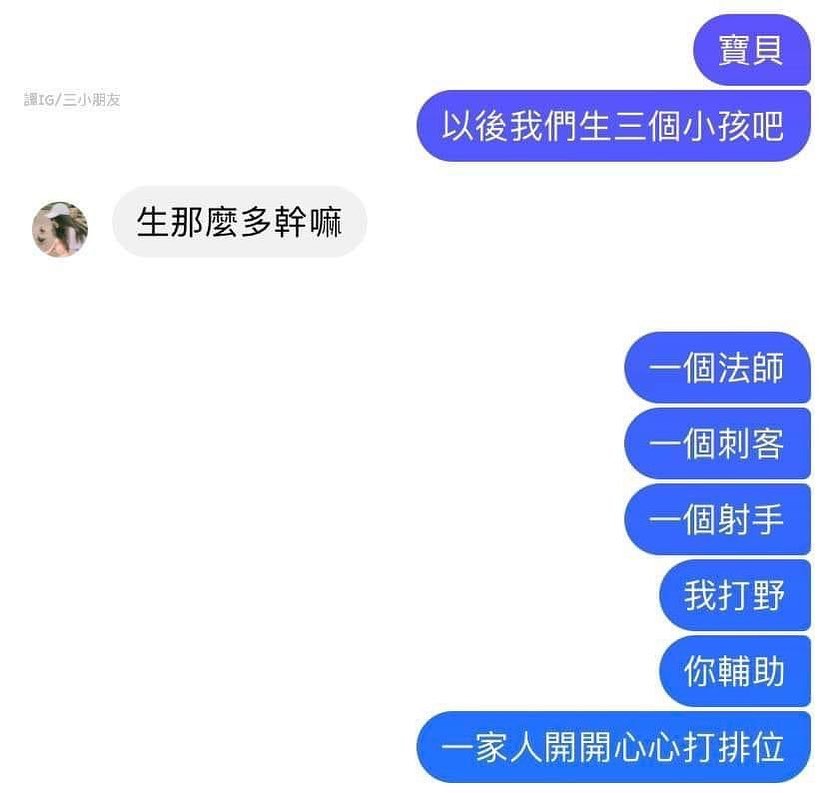 寶貝
以後我們生三個小孩吧
譚IG/三小朋友
生那麼多幹嘛
一個法師
一個刺客
一個射手
我打野
你輔助
一家人開開心心打排位